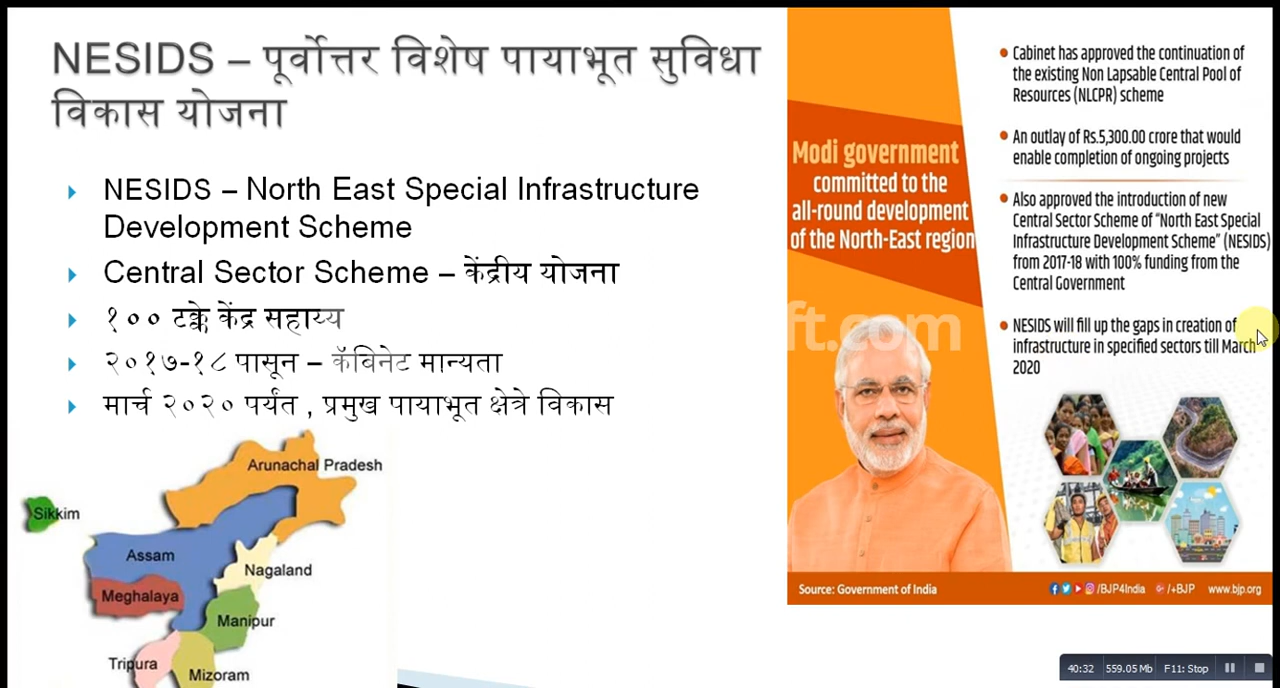 NESIDS – पूर्वोत्तर विशेष पायाभूत सुविधा
विकास योजना
NESIDS – North East Special Infrastructure
Development Scheme
Central Sector Scheme – केंद्रीय योजना
१०० टक्के केंद्र सहाय्य
२०१७-१८ पासून – कॅबिनेट मान्यता
मार्च २०२० पर्यंत , प्रमुख पायाभूत क्षेत्रे विकास
Arunachal Pradesh
Sikkim
Assam
Nagaland
Meghalaya
Manipur
Tripura
Mizoram
Modi government
committed to the
all-round development
of the North-East region
Cabinet has approved the continuation of
the existing Non Lapsable Central Pool of
Resources (NLCPR) scheme
An outlay of Rs.5,300.00 crore that would
enable completion of ongoing projects
Also approved the introduction of new
Central Sector Scheme of “North East Special
Infrastructure Development Scheme” (NESIDS)
from 2017-18 with 100% funding from the
Central Government
NESIDS will fill up the gaps in creation of
infrastructure in specified sectors till March
2020
ft.com
Source: Government of India
/BJP4India
/+BJP
www.bjp.org
40:32 559.05 Mb F11: Stop